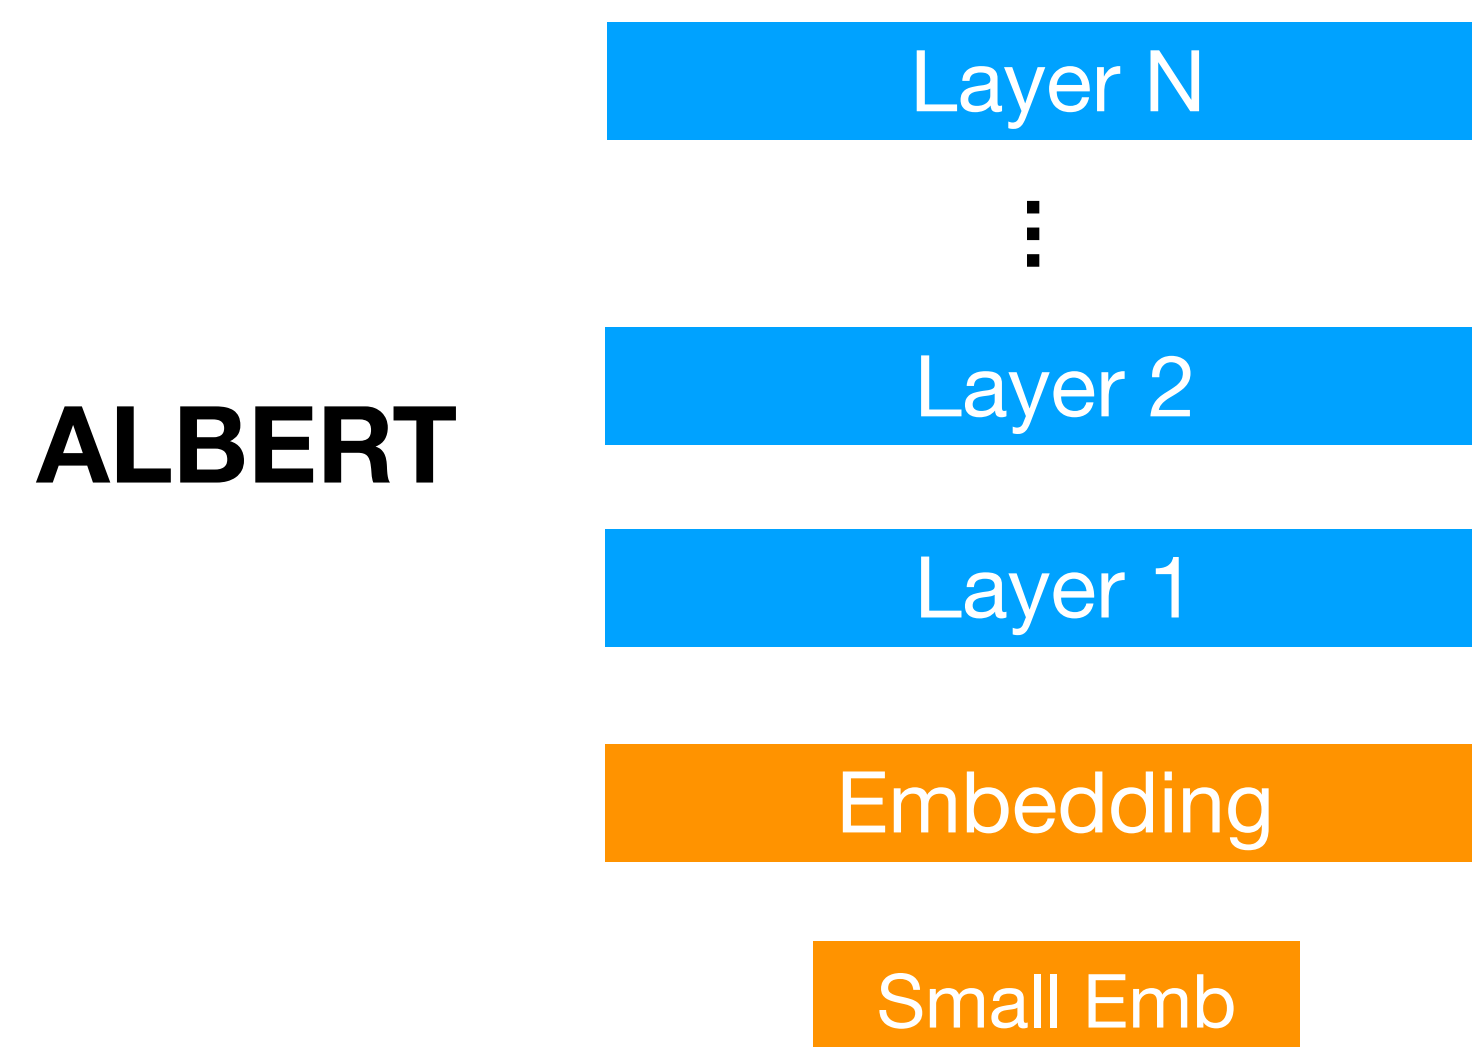 Layer N
Layer 2
ALBERT
Layer 1
Embedding
Small Emb